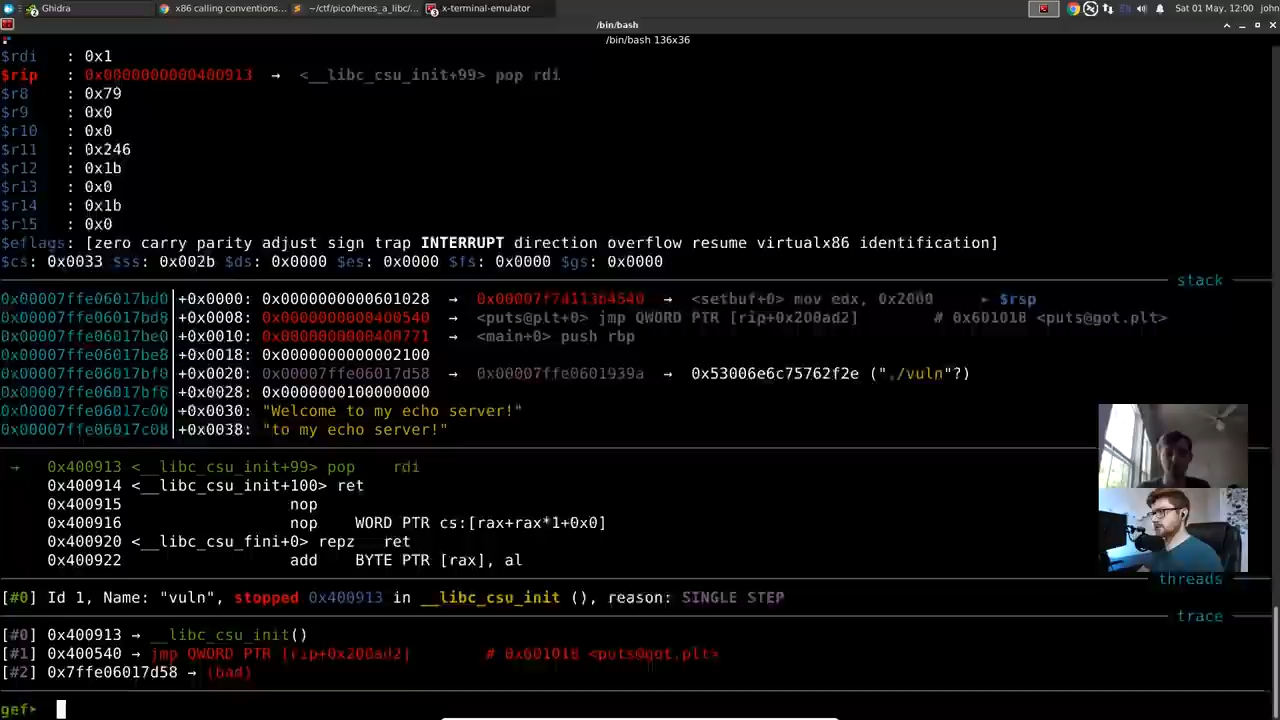 Ghidra x86 calling conventions... ~/ctf/pico/heres_a_libc/... x-terminal-emulator Sat 01 May, 12:00 john
/bin/bash
/bin/bash 136x36
$rdi : 0x1
$rip : 0x0000000000400913 → <__libc_csu_init+99> pop rdi
$r8 : 0x79
$r9 : 0x0
$r10 : 0x0
$r11 : 0x246
$r12 : 0x1b
$r13 : 0x0
$r14 : 0x1b
$r15 : 0x0
$eflags: [zero carry parity adjust sign trap INTERRUPT direction overflow resume virtualx86 identification]
$cs: 0x0033 $ss: 0x002b $ds: 0x0000 $es: 0x0000 $fs: 0x0000 $gs: 0x0000
stack
0x00007ffe06017bd0│+0x0000: 0x0000000000601028 → <setbuf+0> mov edx, 0x2000 ← $rsp
0x00007ffe06017bd8│+0x0008: 0x0000000000400540 → <puts@plt+0> jmp QWORD PTR [rip+0x200ad2] # 0x601018 <puts@got.plt>
0x00007ffe06017be0│+0x0010: 0x0000000000400771 → <main+0> push rbp
0x00007ffe06017be8│+0x0018: 0x0000000000002100
0x00007ffe06017bf0│+0x0020: 0x00007ffe06017d58 → 0x00007ffe0601939a → 0x53006e6c75762f2e ("./vuln"?)
0x00007ffe06017bf8│+0x0028: 0x0000000100000000
0x00007ffe06017c00│+0x0030: "Welcome to my echo server!"
0x00007ffe06017c08│+0x0038: "to my echo server!"
→ 0x400913 <__libc_csu_init+99> pop rdi
0x400914 <__libc_csu_init+100> ret
0x400915 nop
0x400916 nop WORD PTR cs:[rax+rax*1+0x0]
0x400920 <__libc_csu_fini+0> repz ret
0x400922 add BYTE PTR [rax], al
threads
[#0] Id 1, Name: "vuln", stopped 0x400913 in __libc_csu_init (), reason: SINGLE STEP
trace
[#0] 0x400913 → __libc_csu_init()
[#1] 0x400540 → jmp QWORD PTR [rip+0x200ad2] # 0x601018 <puts@got.plt>
[#2] 0x7ffe06017d58 → (bad)
gef➤